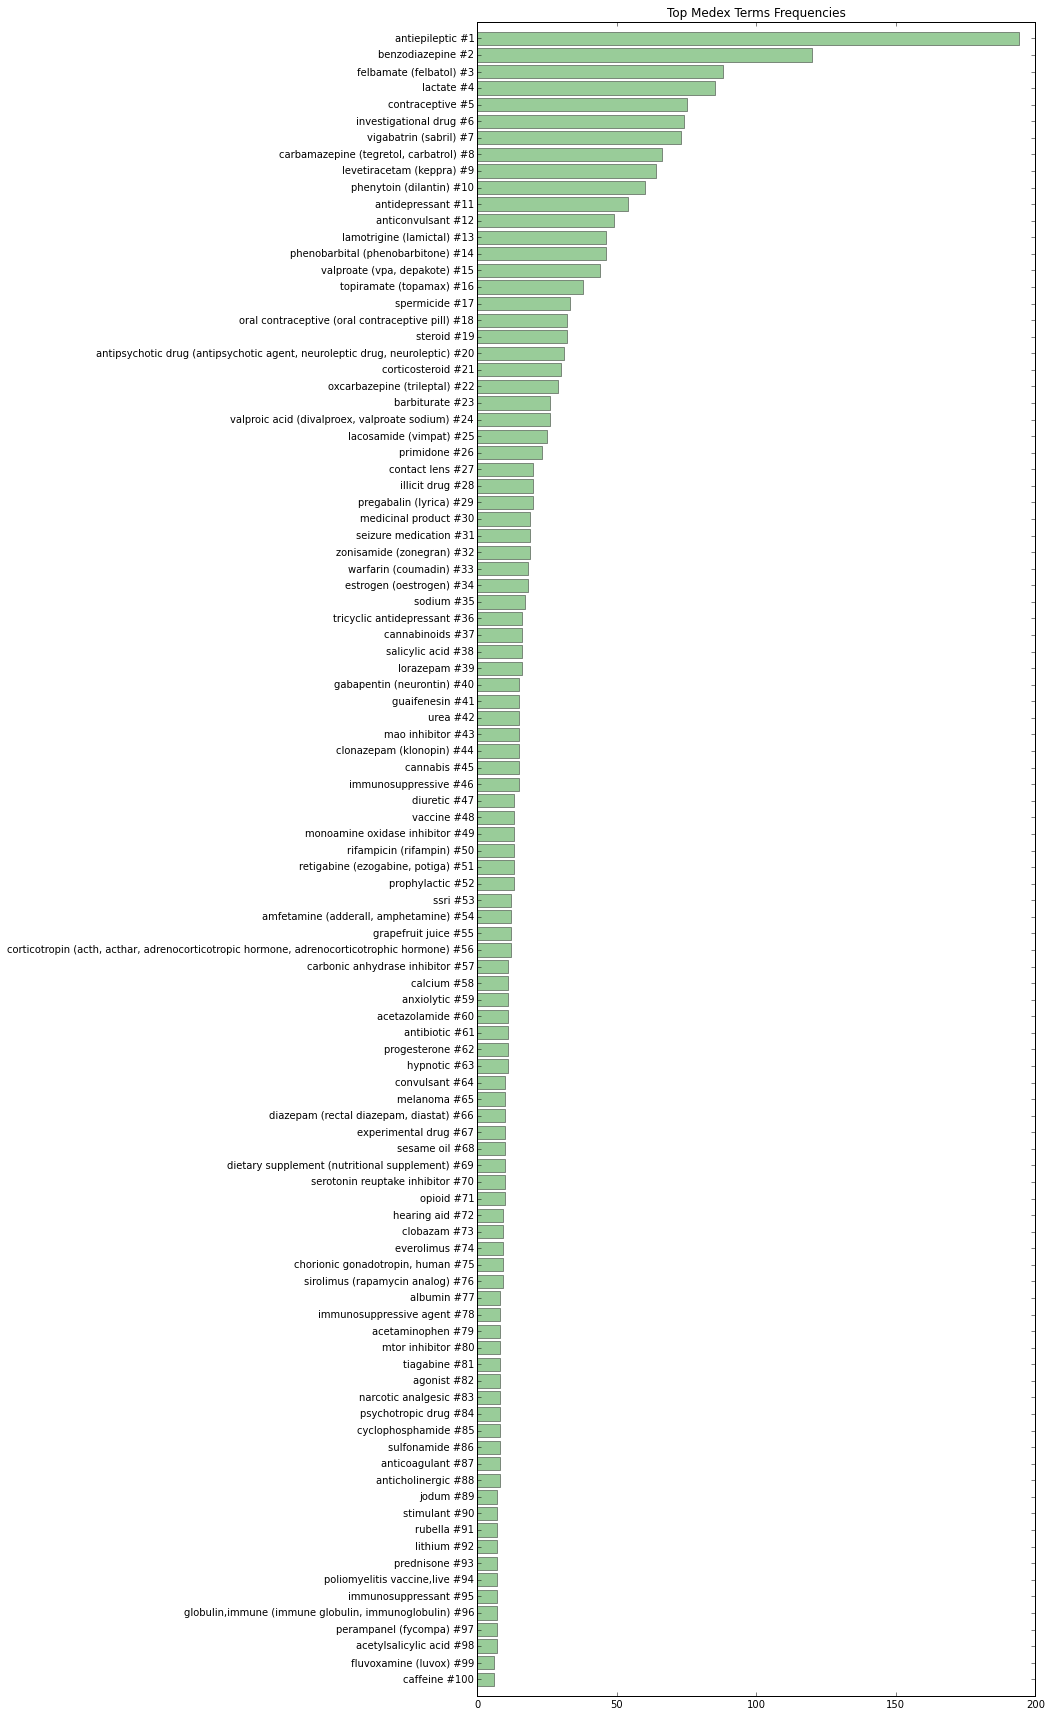 Top Medex Terms Frequencies
antiepileptic #1
benzodiazepine #2
felbamate (felbatol) #3
lactate #4
contraceptive #5
investigational drug #6
vigabatrin (sabril) #7
carbamazepine (tegretol, carbatrol) #8
levetiracetam (keppra) #9
phenytoin (dilantin) #10
antidepressant #11
anticonvulsant #12
lamotrigine (lamictal) #13
phenobarbital (phenobarbitone) #14
valproate (vpa, depakote) #15
topiramate (topamax) #16
spermicide #17
oral contraceptive (oral contraceptive pill) #18
steroid #19
antipsychotic drug (antipsychotic agent, neuroleptic drug, neuroleptic) #20
corticosteroid #21
oxcarbazepine (trileptal) #22
barbiturate #23
valproic acid (divalproex, valproate sodium) #24
lacosamide (vimpat) #25
primidone #26
contact lens #27
illicit drug #28
pregabalin (lyrica) #29
medicinal product #30
seizure medication #31
zonisamide (zonegran) #32
warfarin (coumadin) #33
estrogen (oestrogen) #34
sodium #35
tricyclic antidepressant #36
cannabinoids #37
salicylic acid #38
lorazepam #39
gabapentin (neurontin) #40
guaifenesin #41
urea #42
mao inhibitor #43
clonazepam (klonopin) #44
cannabis #45
immunosuppressive #46
diuretic #47
vaccine #48
monoamine oxidase inhibitor #49
rifampicin (rifampin) #50
retigabine (ezogabine, potiga) #51
prophylactic #52
ssri #53
amfetamine (adderall, amphetamine) #54
grapefruit juice #55
corticotropin (acth, acthar, adrenocorticotropic hormone, adrenocorticotrophic hormone) #56
carbonic anhydrase inhibitor #57
calcium #58
anxiolytic #59
acetazolamide #60
antibiotic #61
progesterone #62
hypnotic #63
convulsant #64
melanoma #65
diazepam (rectal diazepam, diastat) #66
experimental drug #67
sesame oil #68
dietary supplement (nutritional supplement) #69
serotonin reuptake inhibitor #70
opioid #71
hearing aid #72
clobazam #73
everolimus #74
chorionic gonadotropin, human #75
sirolimus (rapamycin analog) #76
albumin #77
immunosuppressive agent #78
acetaminophen #79
mtor inhibitor #80
tiagabine #81
agonist #82
narcotic analgesic #83
psychotropic drug #84
cyclophosphamide #85
sulfonamide #86
anticoagulant #87
anticholinergic #88
jodum #89
stimulant #90
rubella #91
lithium #92
prednisone #93
poliomyelitis vaccine,live #94
immunosuppressant #95
globulin,immune (immune globulin, immunoglobulin) #96
perampanel (fycompa) #97
acetylsalicylic acid #98
fluvoxamine (luvox) #99
caffeine #100
0 50 100 150 200